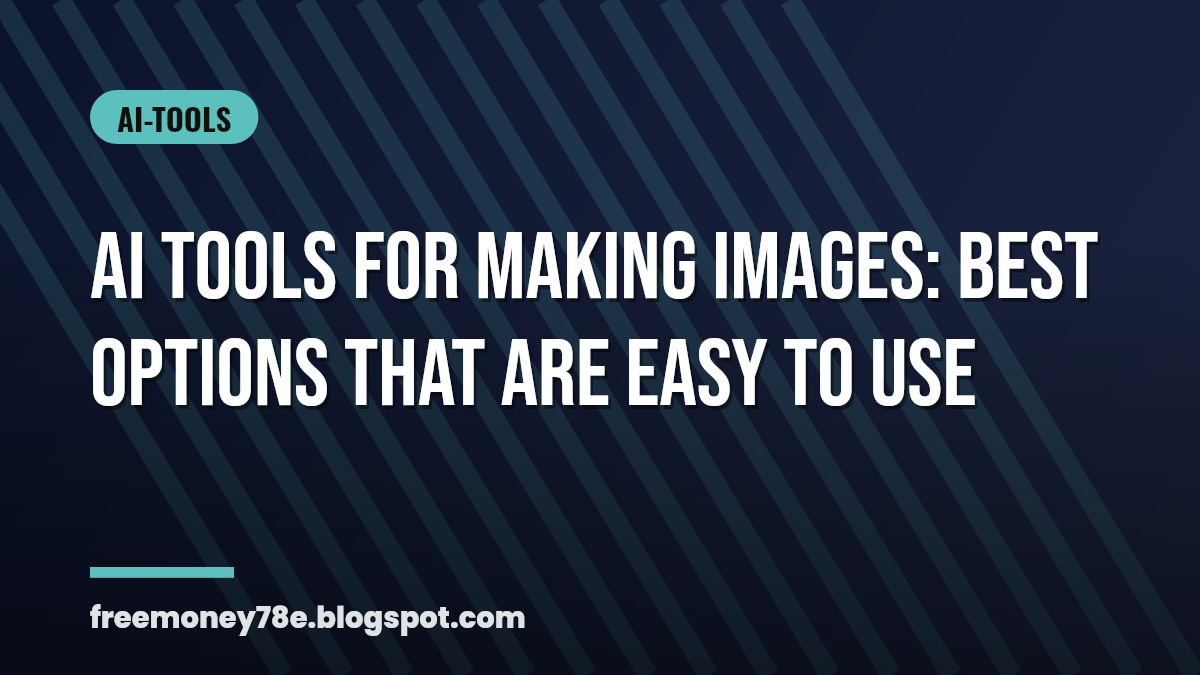 AI-TOOLS
AI TOOLS FOR MAKING IMAGES: BEST
OPTIONS THAT ARE EASY TO USE
freemoney78e.blogspot.com